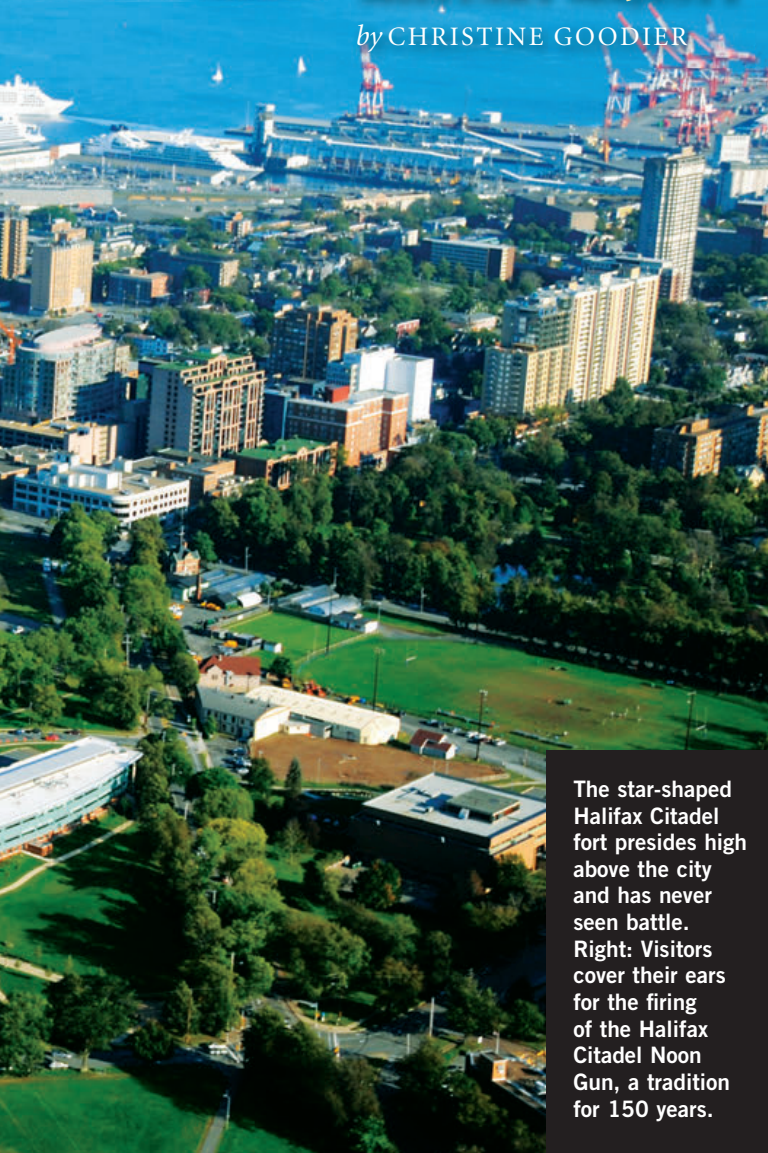 by CHRISTINE GOODIER
The star-shaped
Halifax Citadel
fort presides high
above the city
and has never
seen battle.
Right: Visitors
cover their ears
for the firing
of the Halifax
Citadel Noon
Gun, a tradition
for 150 years.